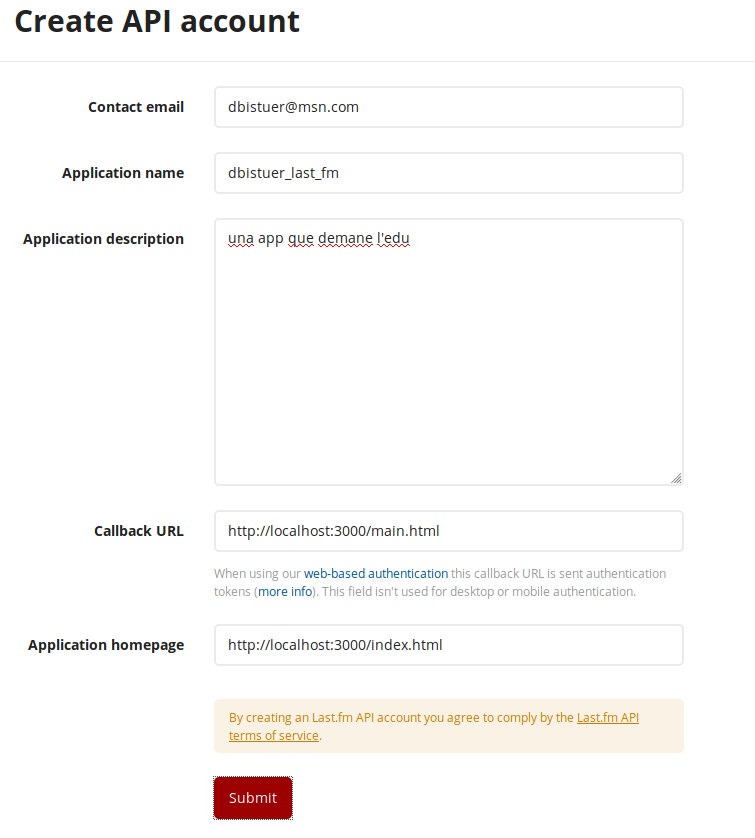 Create API account
Contact email
dbistuer@msn.com
Application name
dbistuer_last_fm
Application description
una app que demane l'edu
Callback URL
http://localhost:3000/main.html
When using our web-based authentication this callback URL is sent authentication
tokens (more info). This field isn't used for desktop or mobile authentication.
Application homepage
http://localhost:3000/index.html
By creating an Last.fm API account you agree to comply by the Last.fm API
terms of service.
Submit